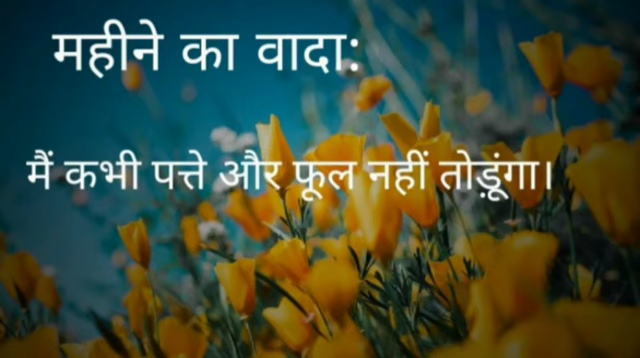 महीने का वादा:
मैं कभी पत्ते और फूल नहीं तोड़ूंगा।